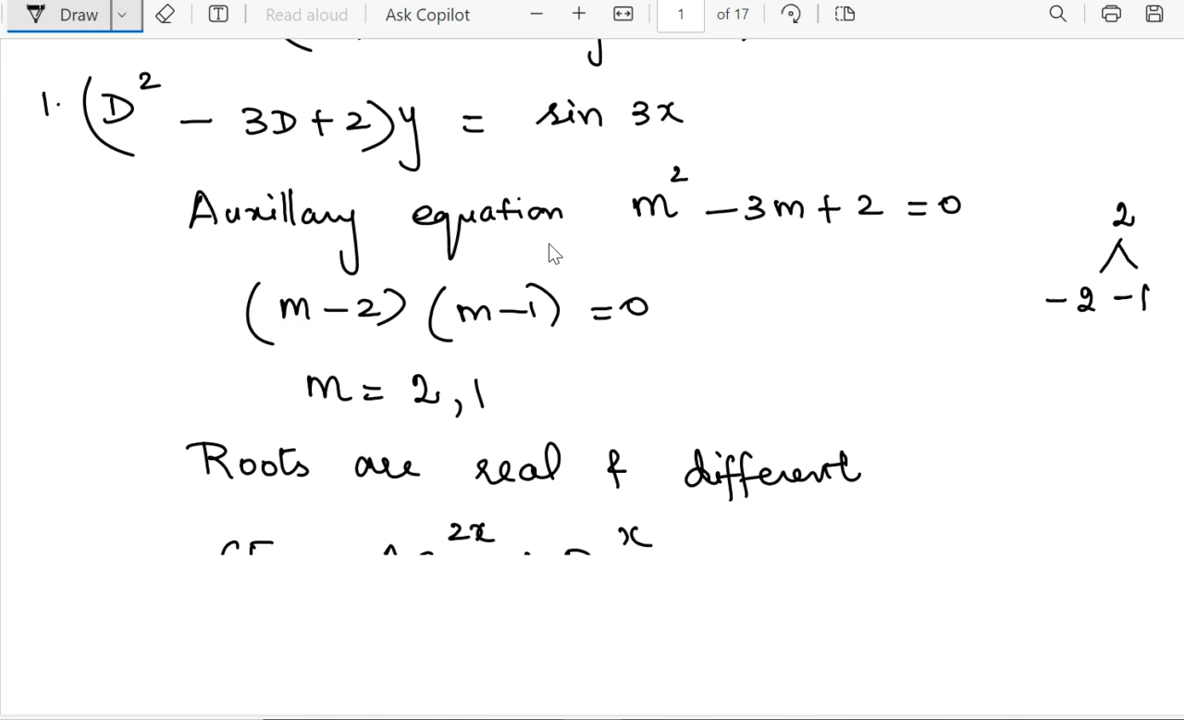 Draw
Read aloud
Ask Copilot
1 of 17
1. (D² - 3D + 2)y = sin 3x
Auxillary equation m² - 3m + 2 = 0
2
-2 -1
(m - 2) (m - 1) = 0
m = 2, 1
Roots are real & different
2x x